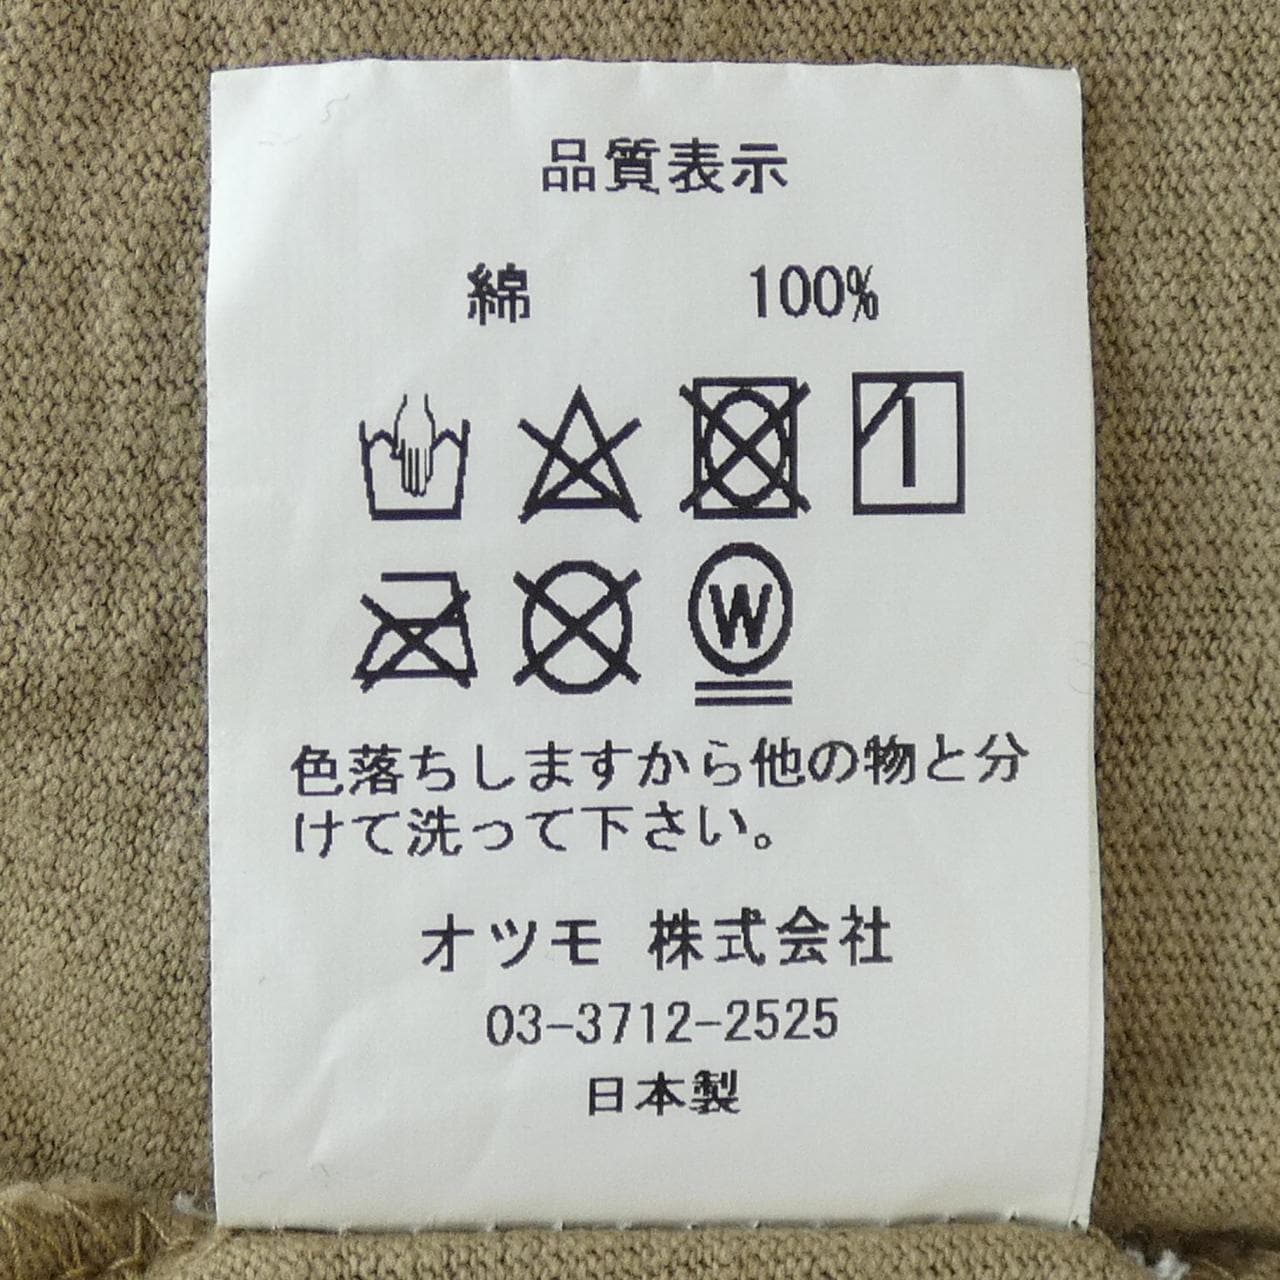 品質表示
綿 100%
W
色落ちしますから他の物と分
けて洗って下さい。
オツモ 株式会社
03-3712-2525
日本製